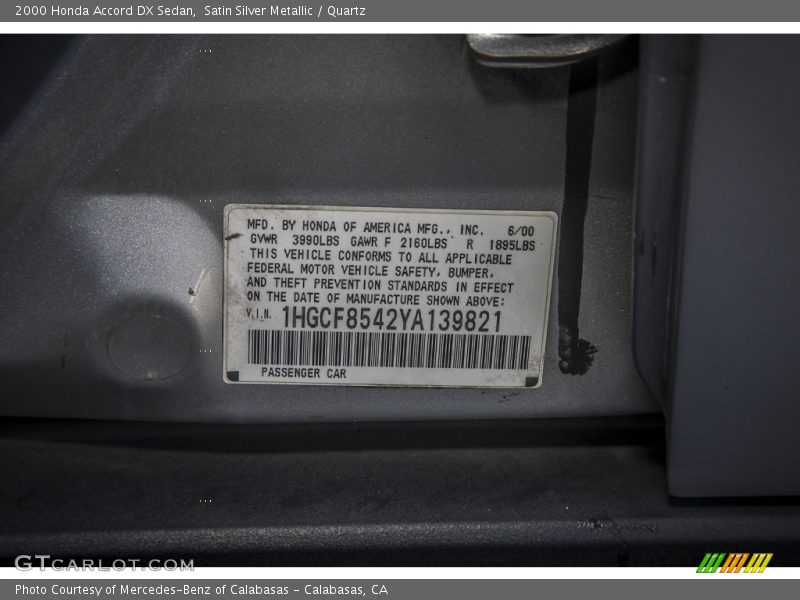 2000 Honda Accord DX Sedan, Satin Silver Metallic / Quartz
MFD. BY HONDA OF AMERICA MFG., INC. 6/00
GVWR 3990LBS GAWR F 2160LBS R 1895LBS
THIS VEHICLE CONFORMS TO ALL APPLICABLE
FEDERAL MOTOR VEHICLE SAFETY, BUMPER,
AND THEFT PREVENTION STANDARDS IN EFFECT
ON THE DATE OF MANUFACTURE SHOWN ABOVE:
V.I.N. 1HGCF8542YA139821
PASSENGER CAR
GTCARLOT.COM
Photo Courtesy of Mercedes-Benz of Calabasas - Calabasas, CA